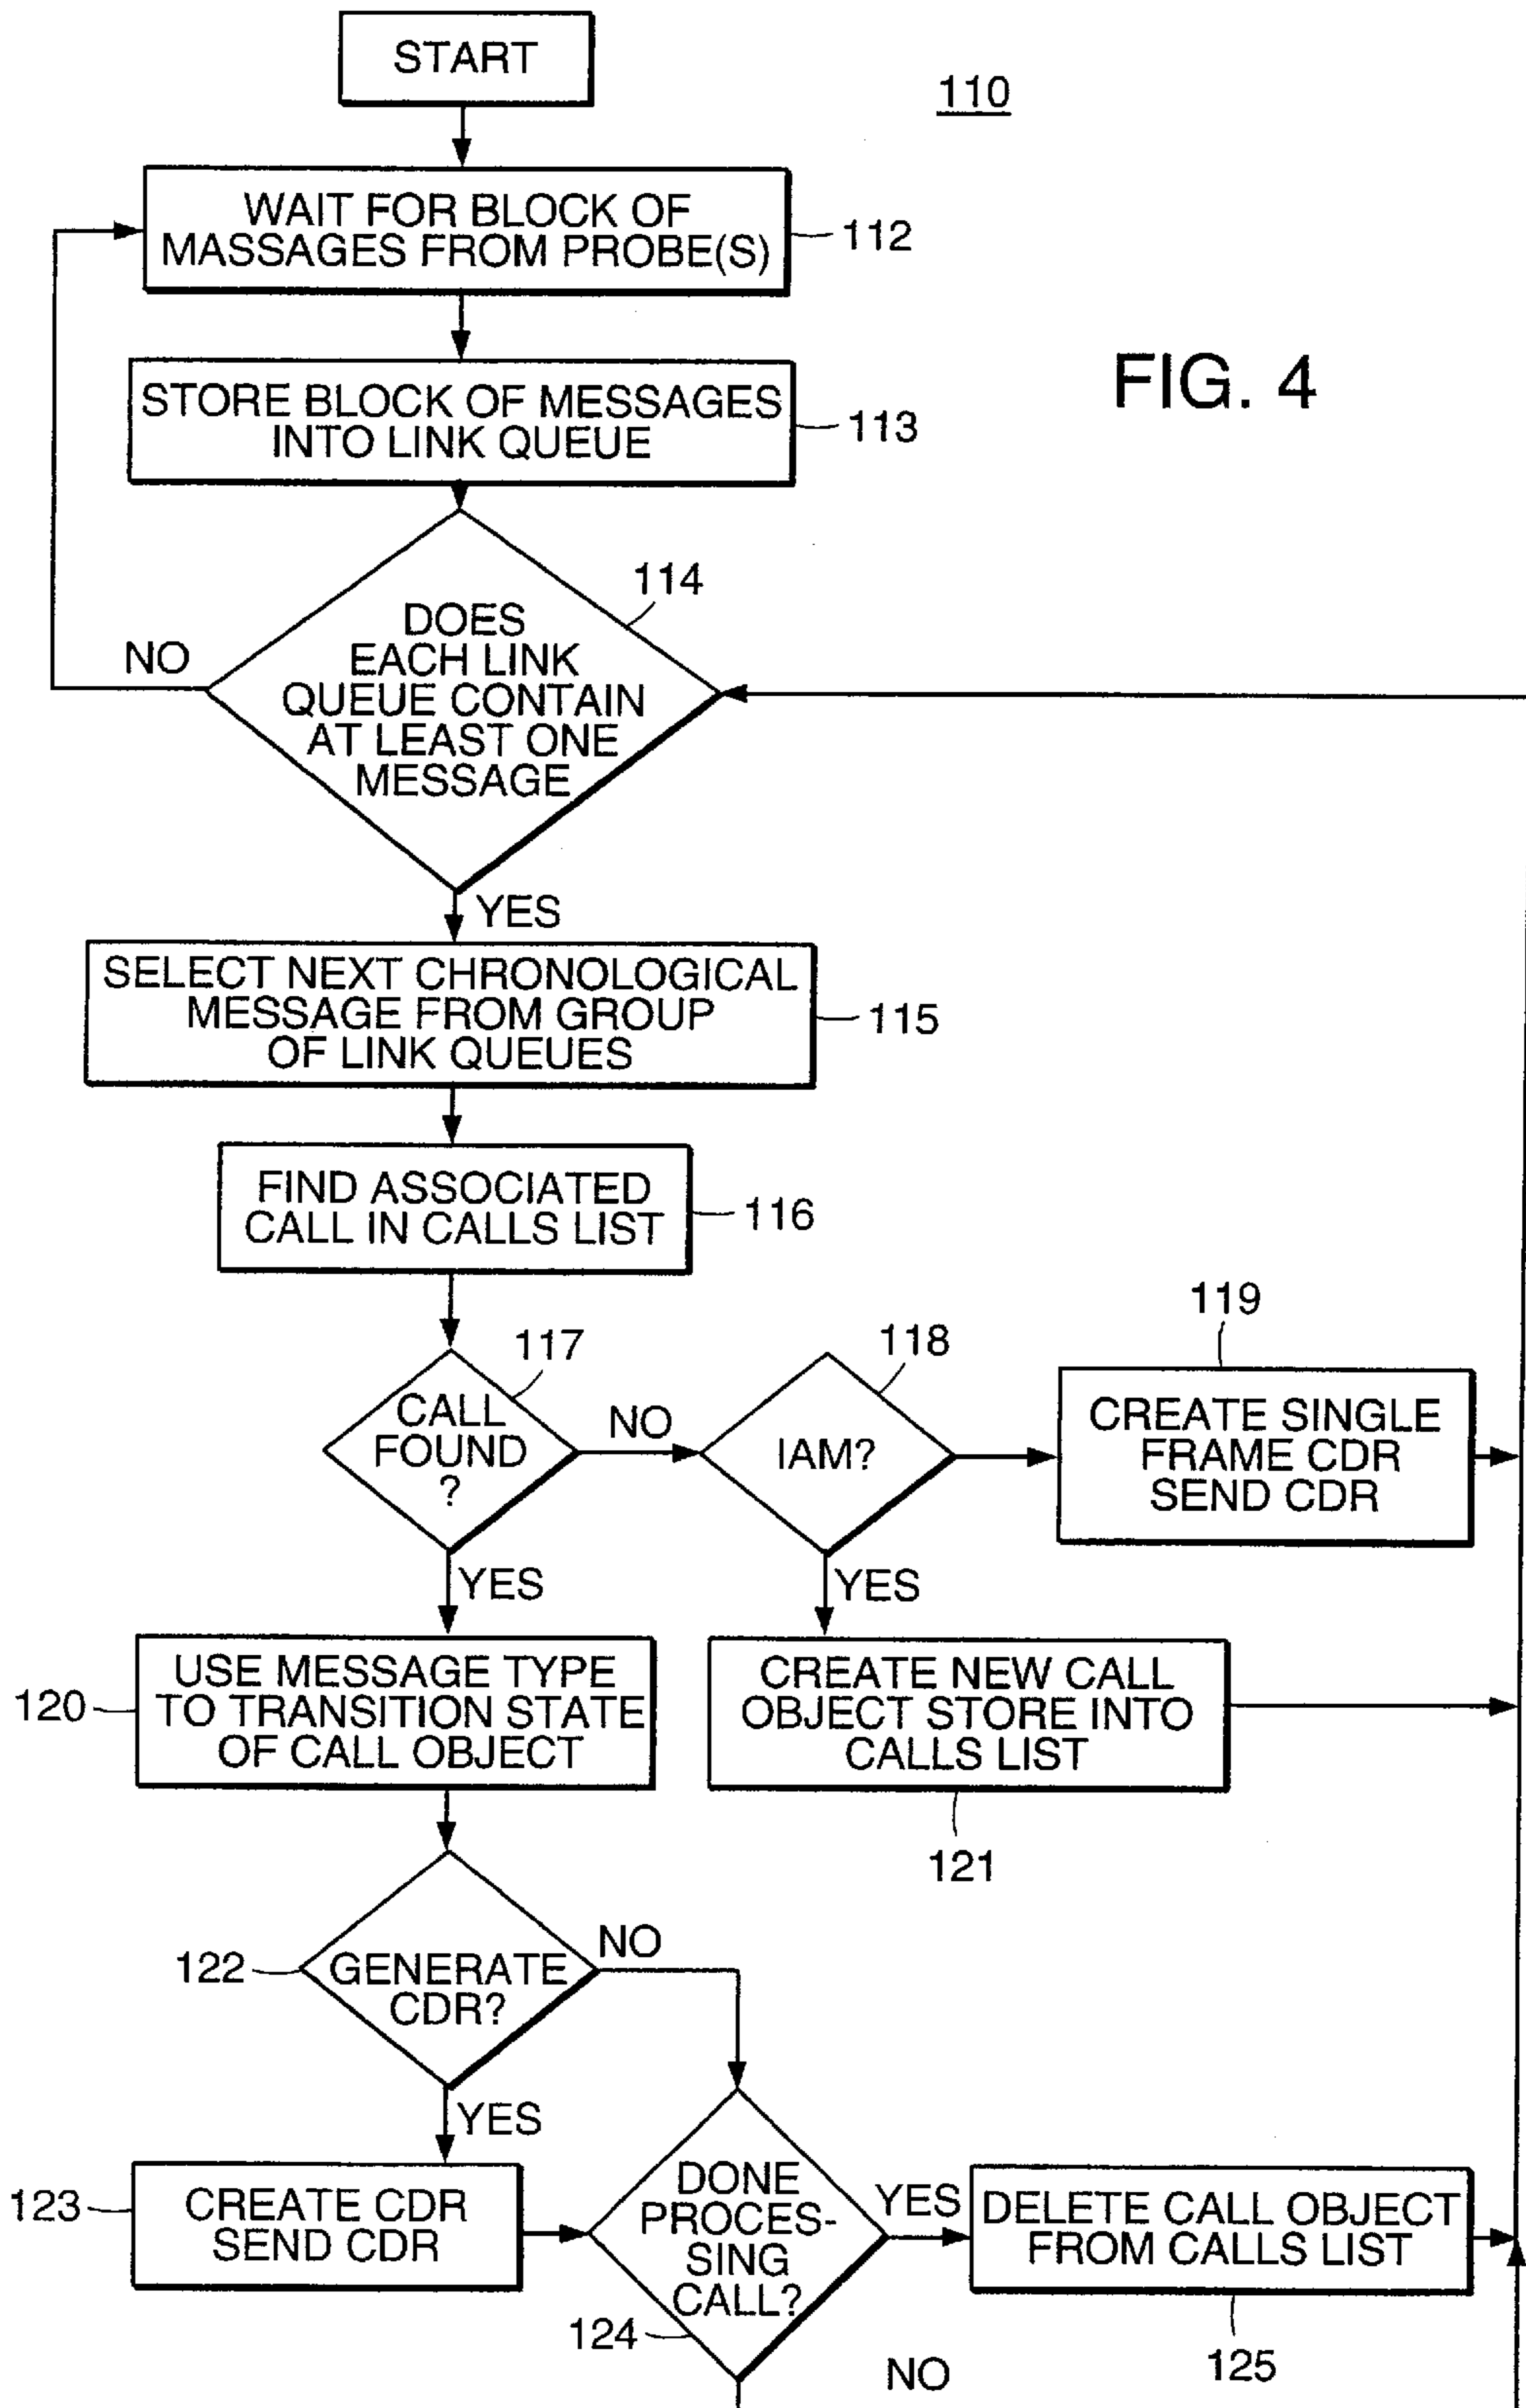 START
110
WAIT FOR BLOCK OF
MASSAGES FROM PROBE(S)
112
STORE BLOCK OF MESSAGES
INTO LINK QUEUE
113
FIG. 4
114
DOES
EACH LINK
QUEUE CONTAIN
AT LEAST ONE
MESSAGE
NO
YES
SELECT NEXT CHRONOLOGICAL
MESSAGE FROM GROUP
OF LINK QUEUES
115
FIND ASSOCIATED
CALL IN CALLS LIST
116
117
CALL
FOUND
?
NO
118
IAM?
119
CREATE SINGLE
FRAME CDR
SEND CDR
YES
YES
120
USE MESSAGE TYPE
TO TRANSITION STATE
OF CALL OBJECT
CREATE NEW CALL
OBJECT STORE INTO
CALLS LIST
121
122
GENERATE
CDR?
NO
YES
123
CREATE CDR
SEND CDR
DONE
PROCES-
SING
CALL?
124
YES
DELETE CALL OBJECT
FROM CALLS LIST
125
NO